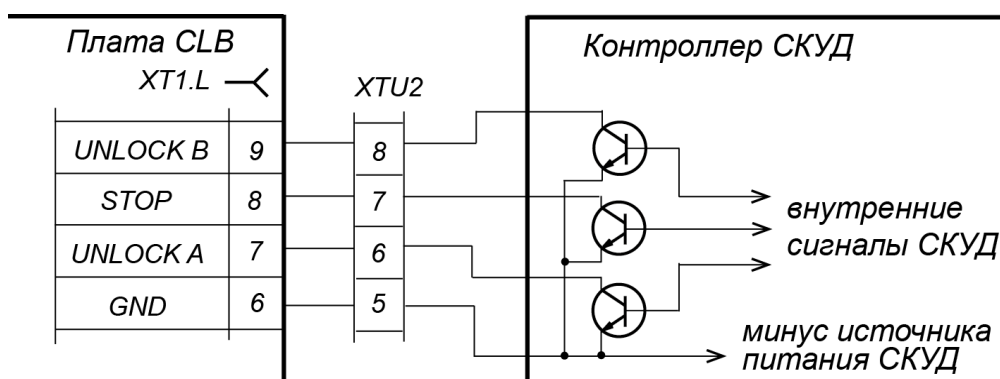 Плата CLB
Контроллер СКУД
XT1.L
XTU2
UNLOCK B 9 8
STOP 8 7
UNLOCK A 7 6
GND 6 5
внутренние
сигналы СКУД
минус источника
питания СКУД